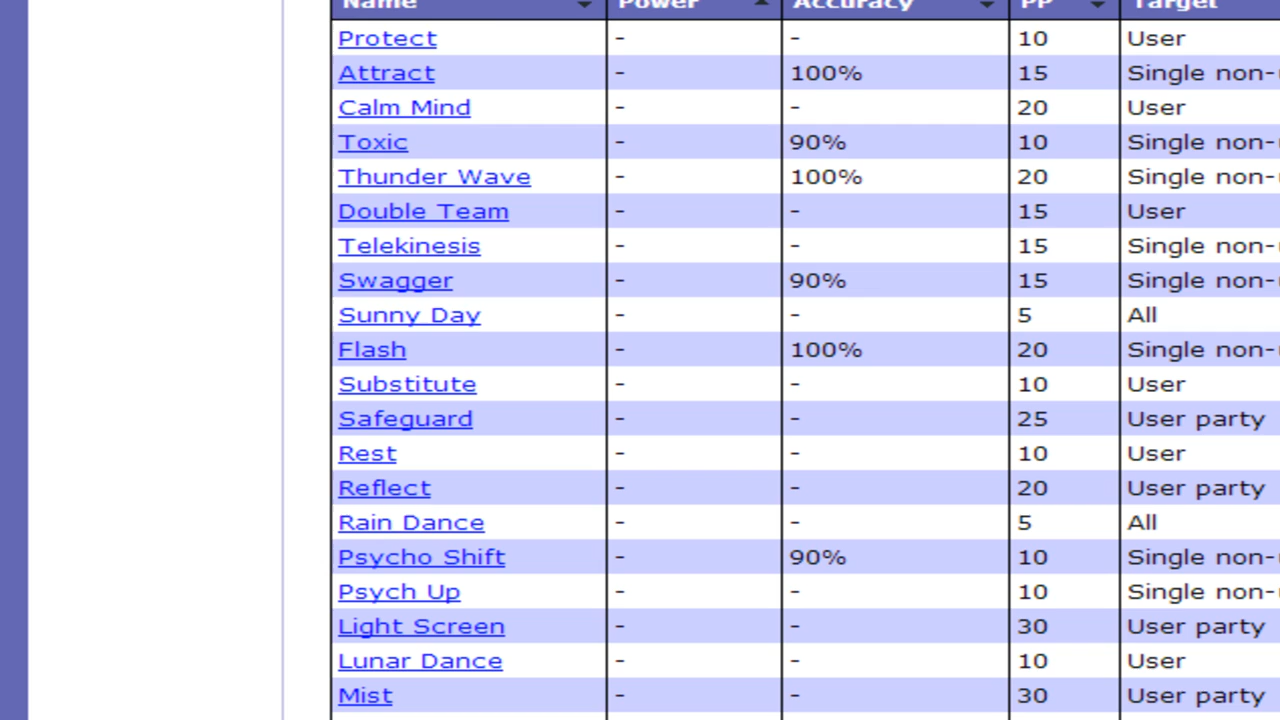 Name Power Accuracy PP Target
Protect - - 10 User
Attract - 100% 15 Single non-
Calm Mind - - 20 User
Toxic - 90% 10 Single non-
Thunder Wave - 100% 20 Single non-
Double Team - - 15 User
Telekinesis - - 15 Single non-
Swagger - 90% 15 Single non-
Sunny Day - - 5 All
Flash - 100% 20 Single non-
Substitute - - 10 User
Safeguard - - 25 User party
Rest - - 10 User
Reflect - - 20 User party
Rain Dance - - 5 All
Psycho Shift - 90% 10 Single non-
Psych Up - - 10 Single non-
Light Screen - - 30 User party
Lunar Dance - - 10 User
Mist - - 30 User party